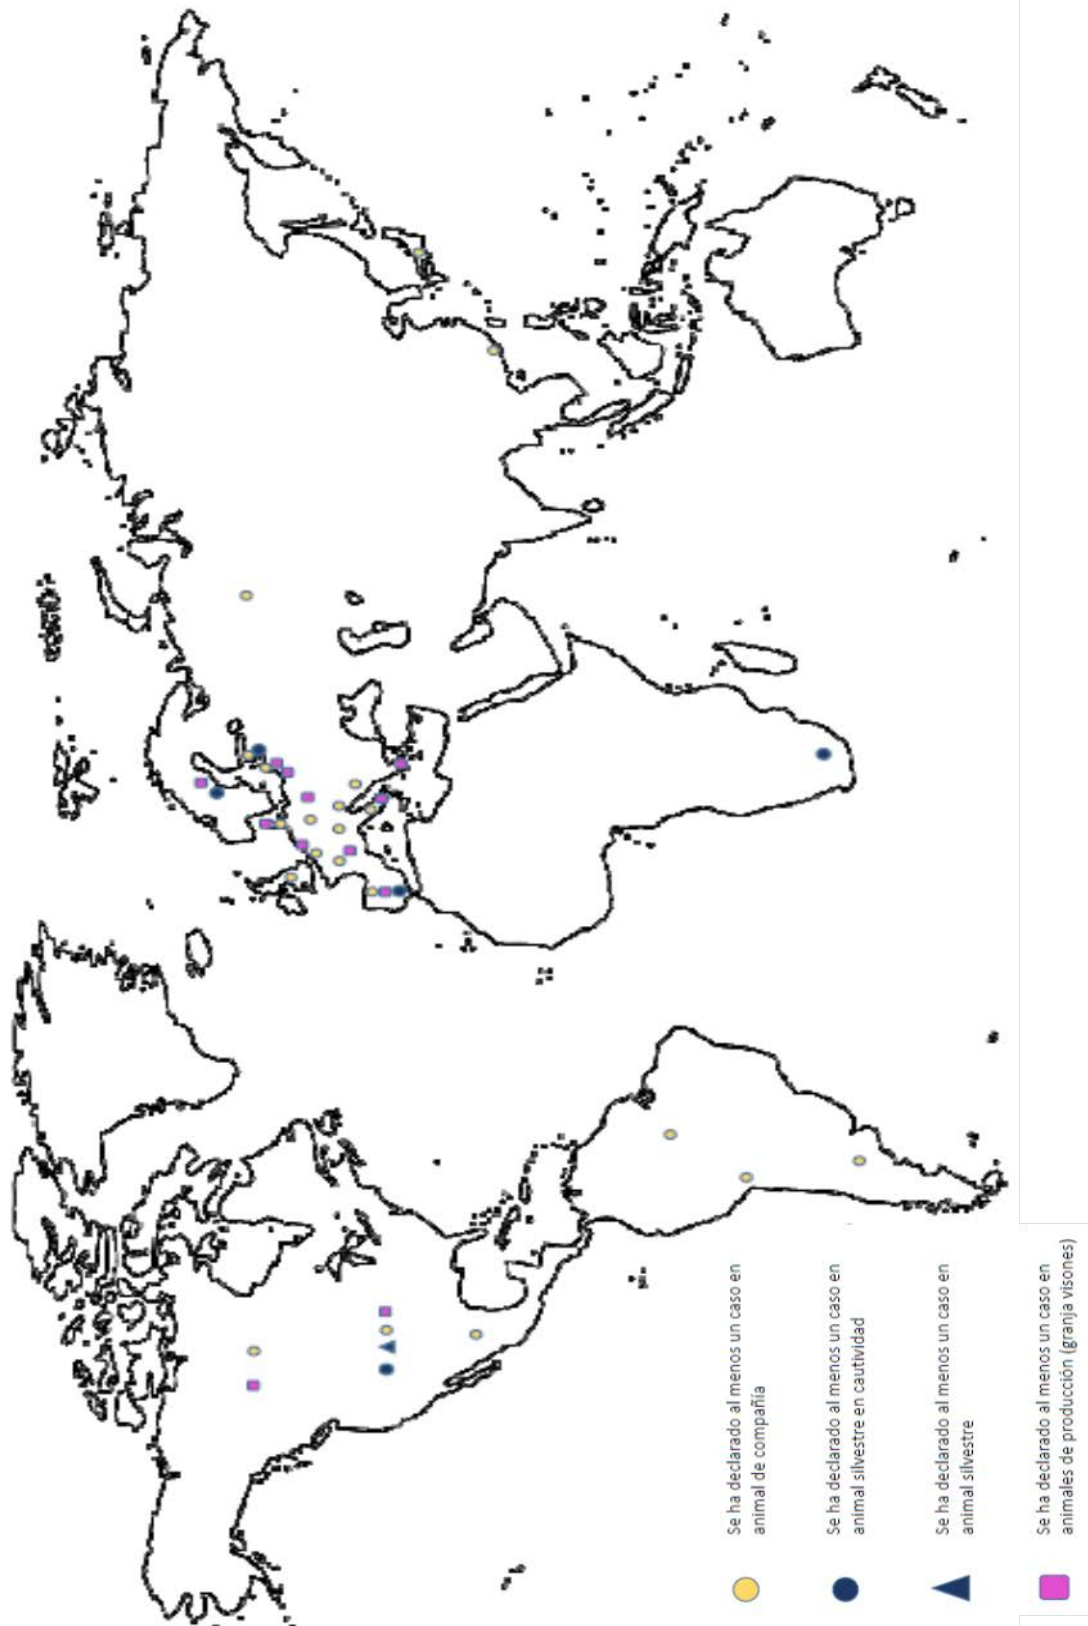 Se ha declarado al menos un caso en
animal de compañía
Se ha declarado al menos un caso en
animal silvestre en cautividad
Se ha declarado al menos un caso en
animal silvestre
Se ha declarado al menos un caso en
animales de producción (granja visones)